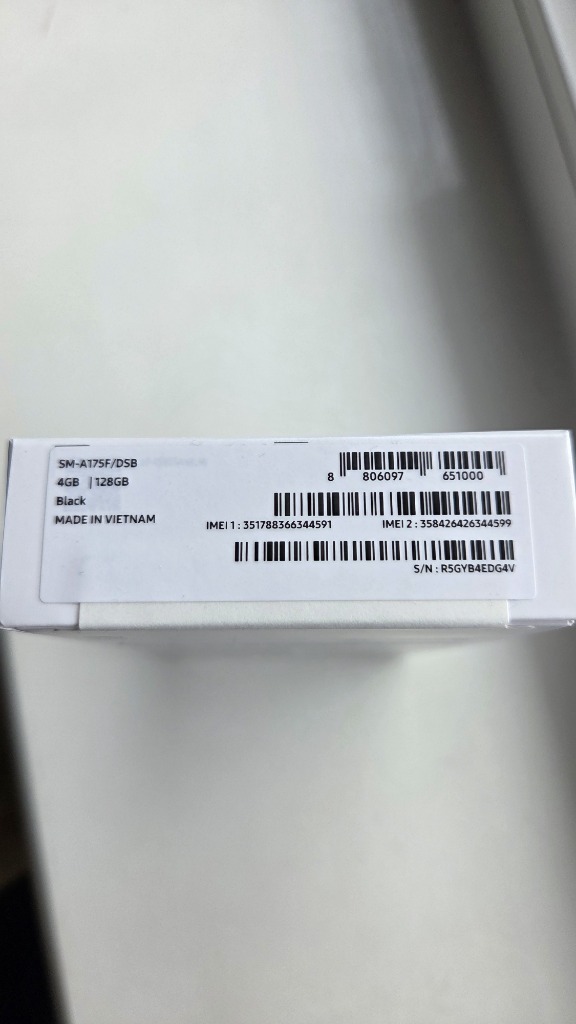 SM-A175F/DSB
4GB | 128GB
Black
MADE IN VIETNAM
8 806097 651000
IMEI 1 : 351788366344591 IMEI 2 : 358426426344599
S/N : R5GYB4EDG4V